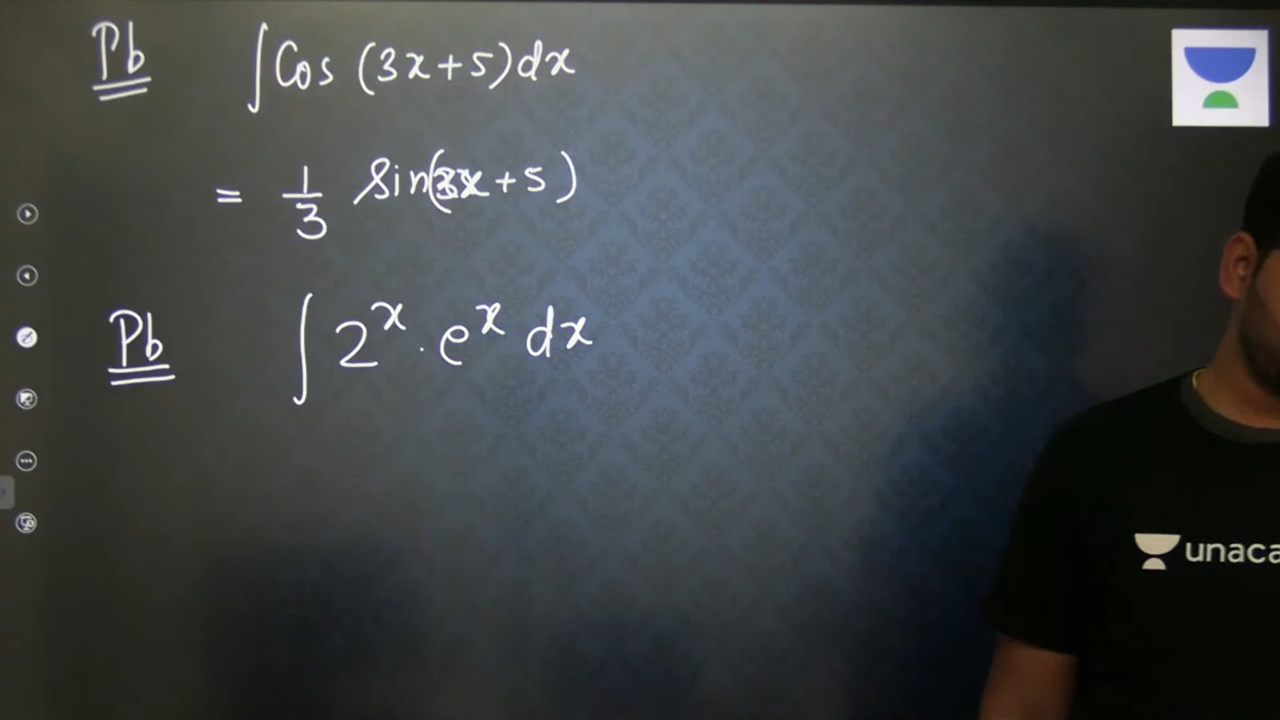 Pb ∫Cos (3x+5)dx
= 1/3 Sin(3x+5)
Pb ∫2^x . e^x dx
unaca